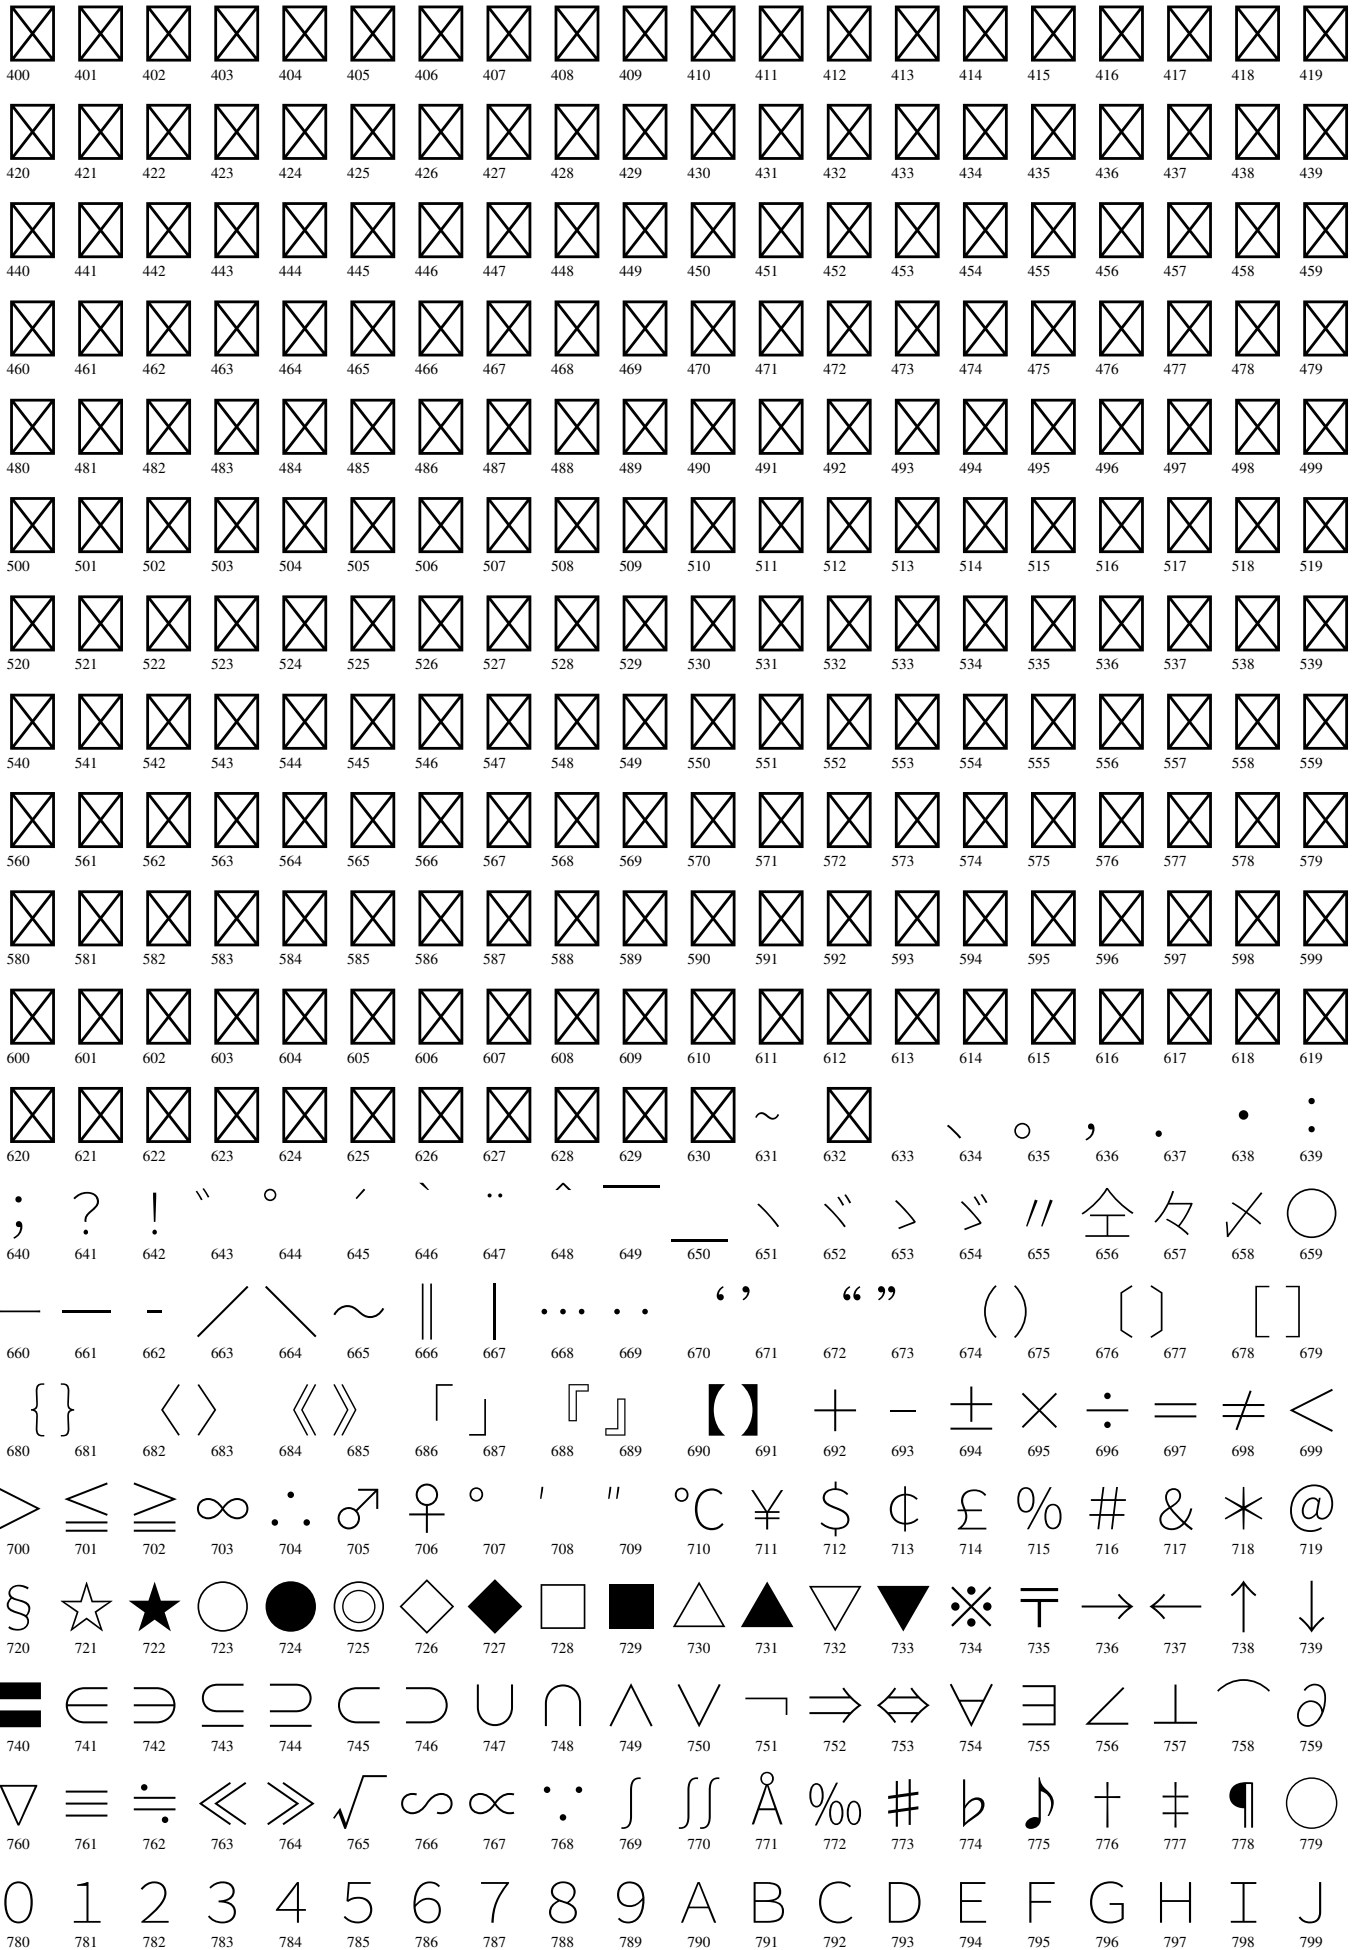 400 401 402 403 404 405 406 407 408 409 410 411 412 413 414 415 416 417 418 419
420 421 422 423 424 425 426 427 428 429 430 431 432 433 434 435 436 437 438 439
440 441 442 443 444 445 446 447 448 449 450 451 452 453 454 455 456 457 458 459
460 461 462 463 464 465 466 467 468 469 470 471 472 473 474 475 476 477 478 479
480 481 482 483 484 485 486 487 488 489 490 491 492 493 494 495 496 497 498 499
500 501 502 503 504 505 506 507 508 509 510 511 512 513 514 515 516 517 518 519
520 521 522 523 524 525 526 527 528 529 530 531 532 533 534 535 536 537 538 539
540 541 542 543 544 545 546 547 548 549 550 551 552 553 554 555 556 557 558 559
560 561 562 563 564 565 566 567 568 569 570 571 572 573 574 575 576 577 578 579
580 581 582 583 584 585 586 587 588 589 590 591 592 593 594 595 596 597 598 599
600 601 602 603 604 605 606 607 608 609 610 611 612 613 614 615 616 617 618 619
~ 、 。 , . ・ :
620 621 622 623 624 625 626 627 628 629 630 631 632 633 634 635 636 637 638 639
; ? ! ゛ ゜ ´ ` ¨ ^ ‾ _ ヽ ヾ ゝ ゞ 〃 仝 々 〆 〇
640 641 642 643 644 645 646 647 648 649 650 651 652 653 654 655 656 657 658 659
ー — ‐ / \ 〜 ‖ | … ‥ ‘ ’ “ ” ( ) 〔 〕 [ ]
660 661 662 663 664 665 666 667 668 669 670 671 672 673 674 675 676 677 678 679
{ } 〈 〉 《 》 「 」 『 』 【 】 + − ± × ÷ = ≠ <
680 681 682 683 684 685 686 687 688 689 690 691 692 693 694 695 696 697 698 699
> ≦ ≧ ∞ ∴ ♂ ♀ ° ′ ″ ℃ ¥ $ ¢ £ % # & * @
700 701 702 703 704 705 706 707 708 709 710 711 712 713 714 715 716 717 718 719
§ ☆ ★ ○ ● ◎ ◇ ◆ □ ■ △ ▲ ▽ ▼ ※ 〒 → ← ↑ ↓
720 721 722 723 724 725 726 727 728 729 730 731 732 733 734 735 736 737 738 739
〓 ∈ ∋ ⊆ ⊇ ⊂ ⊃ ∪ ∩ ∧ ∨ ¬ ⇒ ⇔ ∀ ∃ ∠ ⊥ ⌒ ∂
740 741 742 743 744 745 746 747 748 749 750 751 752 753 754 755 756 757 758 759
∇ ≡ ≒ ≪ ≫ √ ∽ ∝ ∵ ∫ ∬ Å ‰ ♯ ♭ ♪ † ‡ ¶ ◯
760 761 762 763 764 765 766 767 768 769 770 771 772 773 774 775 776 777 778 779
0 1 2 3 4 5 6 7 8 9 A B C D E F G H I J
780 781 782 783 784 785 786 787 788 789 790 791 792 793 794 795 796 797 798 799